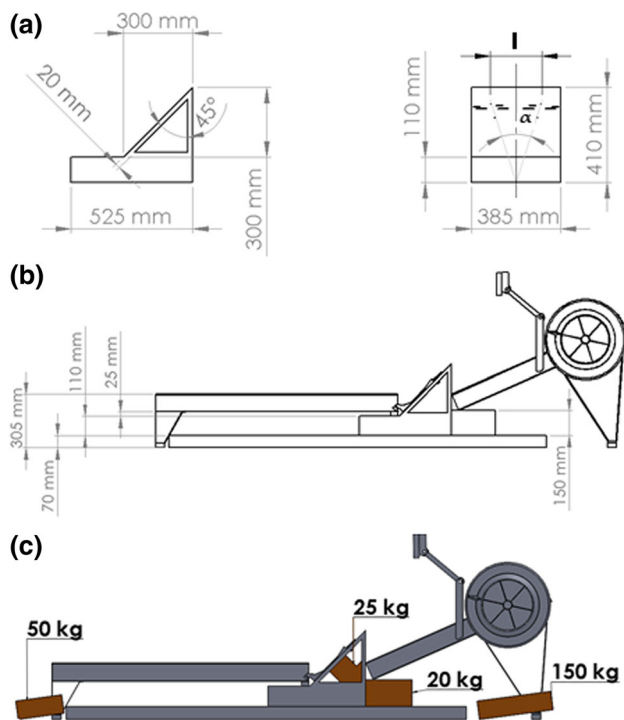 (a)
300 mm
20 mm
45º
525 mm
300 mm
l
α
110 mm
410 mm
385 mm
(b)
305 mm
70 mm
110 mm
25 mm
150 mm
(c)
50 kg
25 kg
20 kg
150 kg